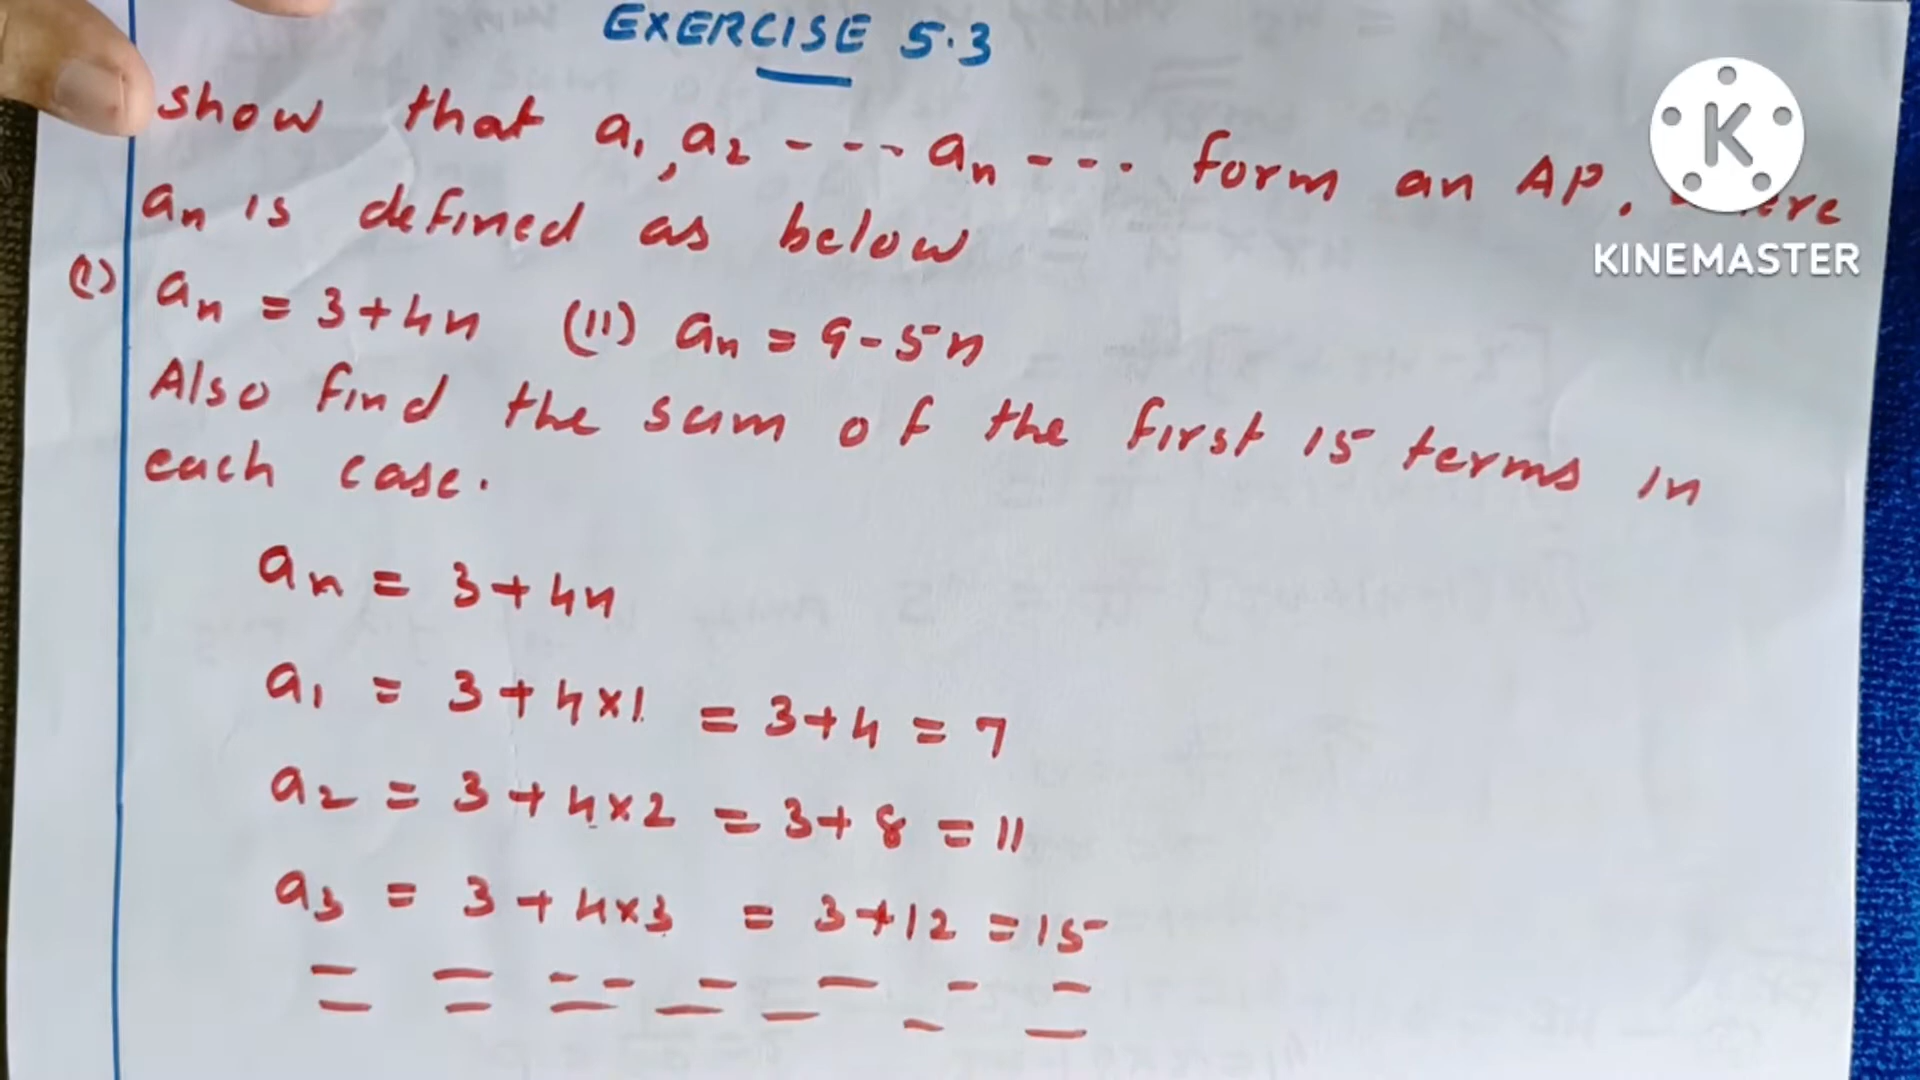 EXERCISE 5.3
show that a₁, a₂ - - - - aₙ - - - form an AP.
aₙ is defined as below
(i) aₙ = 3+4n (ii) aₙ = 9-5n
Also find the sum of the first 15 terms in
each case.
aₙ = 3+4n
a₁ = 3+4×1 = 3+4 = 7
a₂ = 3+4×2 = 3+8 = 11
a₃ = 3+4×3 = 3+12 = 15
K
KINEMASTER